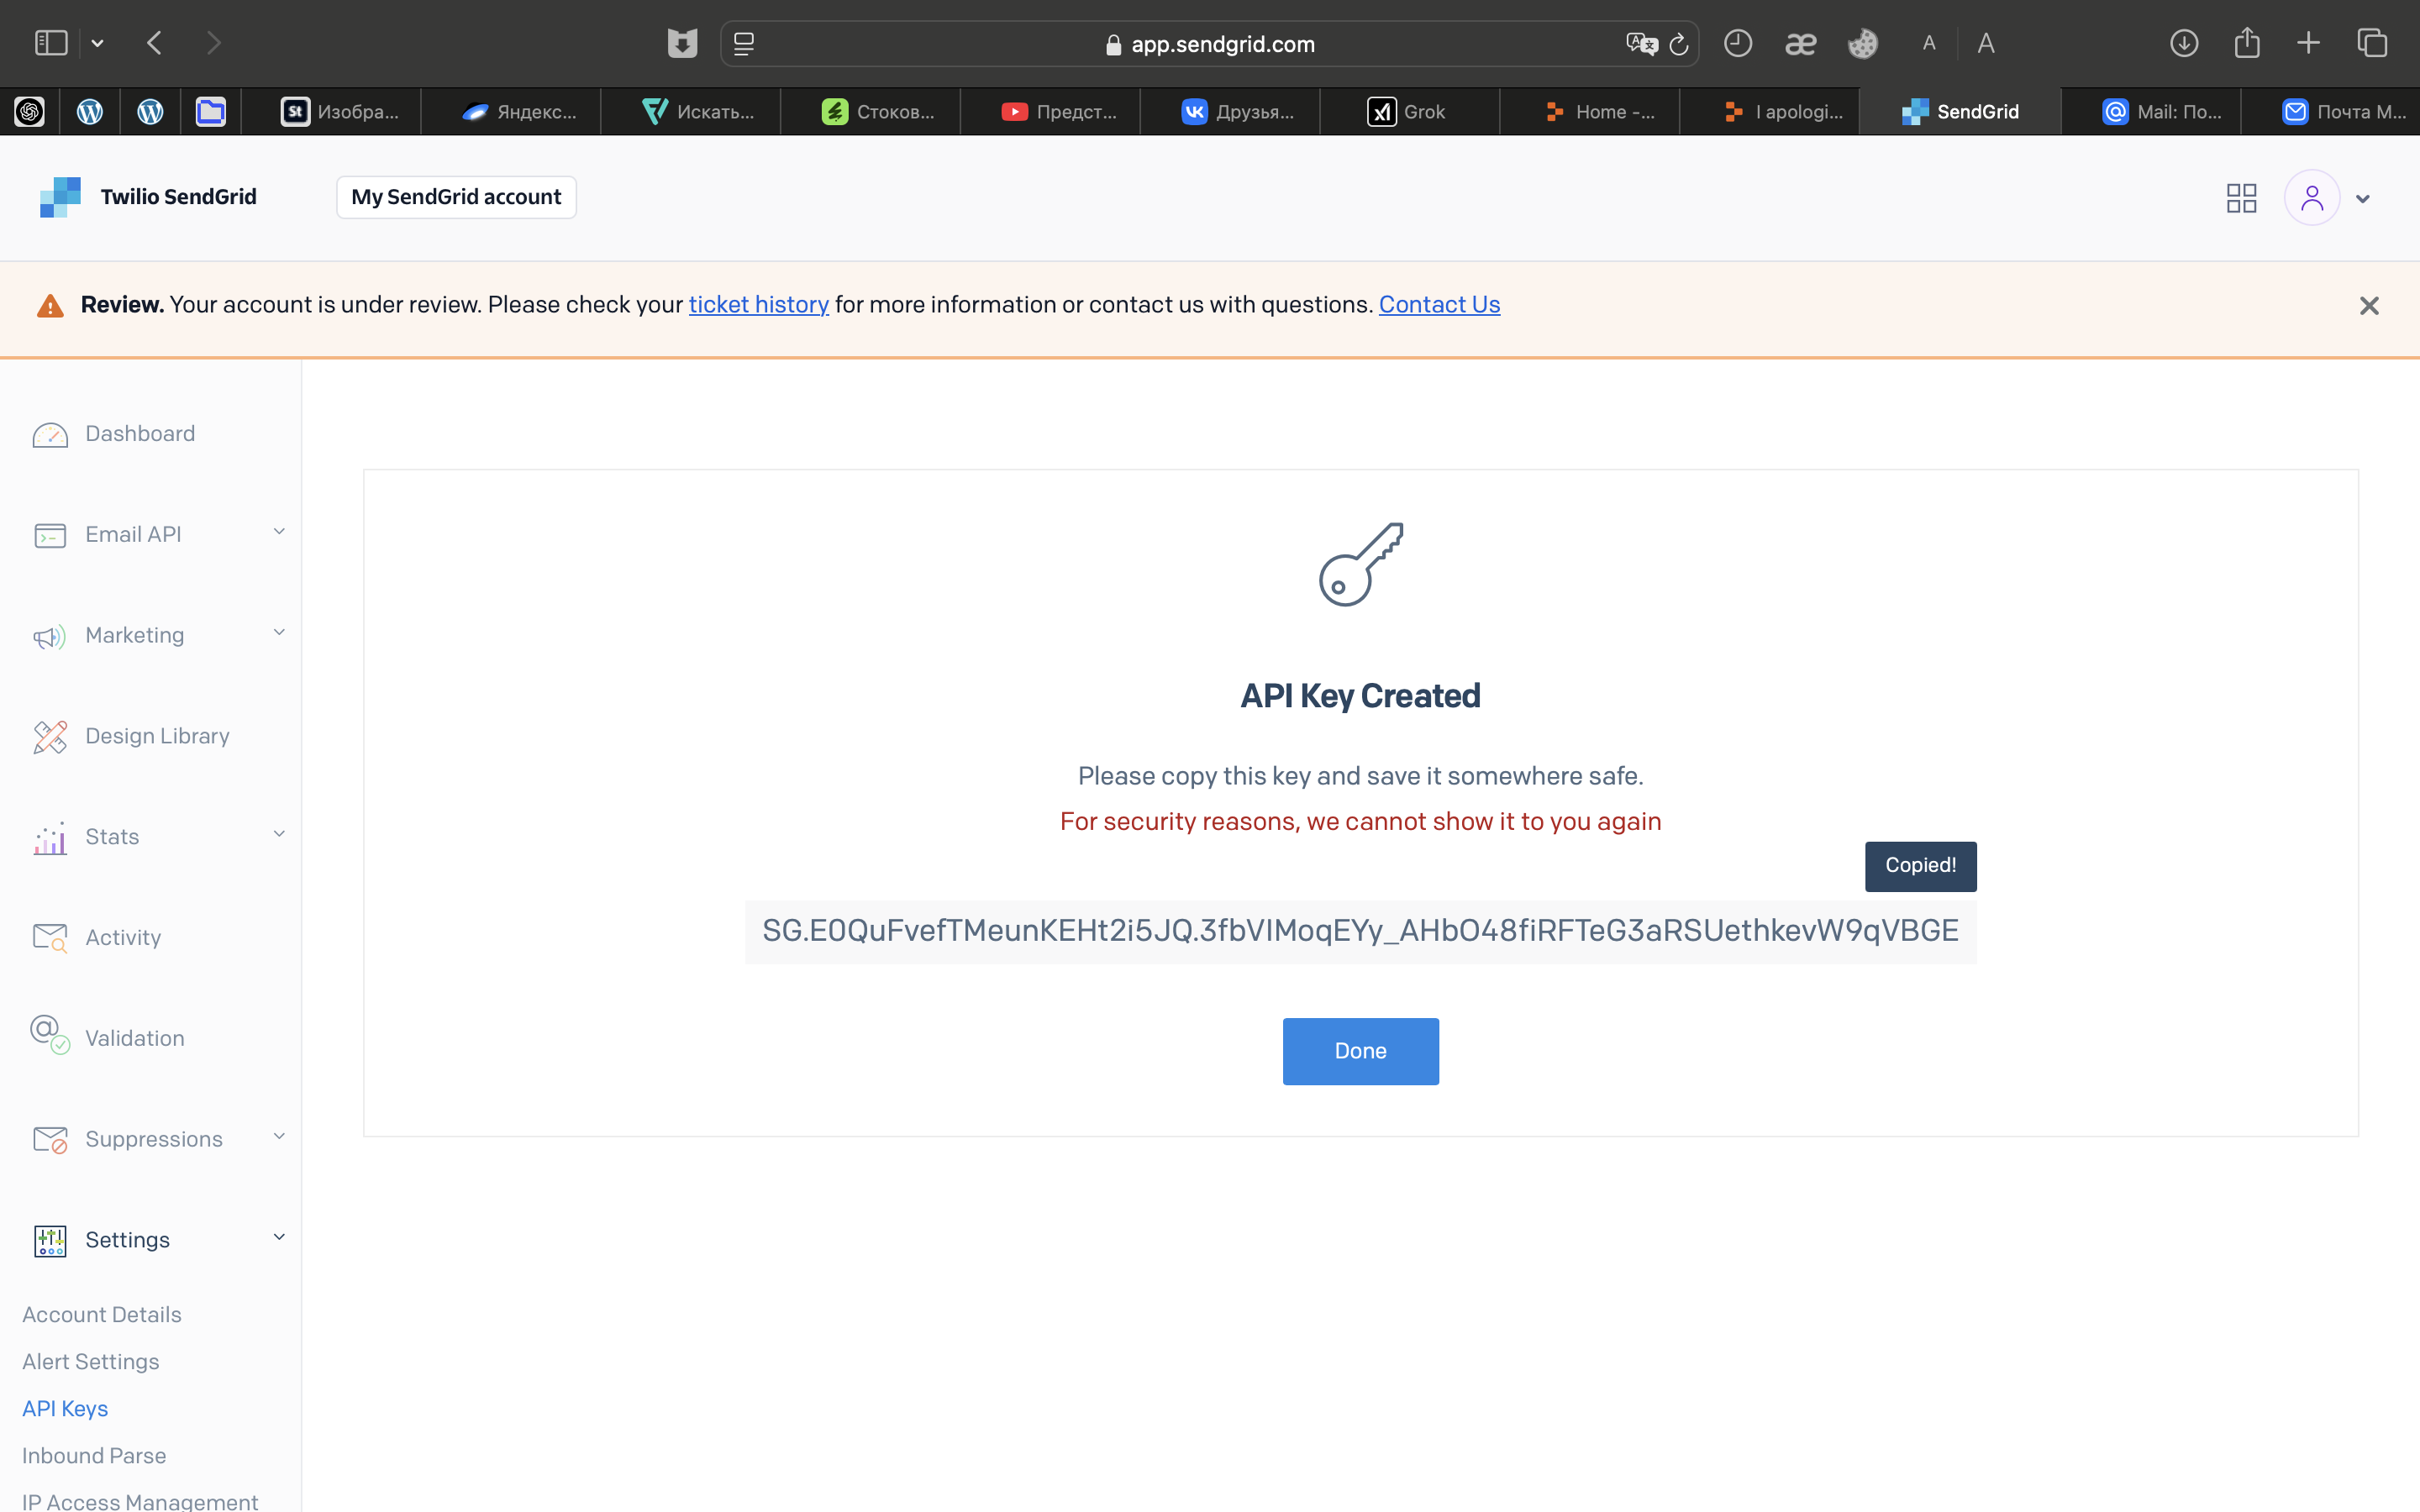 app.sendgrid.com
Изобра...
Яндекс...
Искать...
Стоков...
Предст...
Друзья...
Grok
Home -...
I apologi...
SendGrid
Mail: По...
Почта М...
Twilio SendGrid
My SendGrid account
Review. Your account is under review. Please check your ticket history for more information or contact us with questions. Contact Us
Dashboard
Email API
Marketing
Design Library
Stats
Activity
Validation
Suppressions
Settings
Account Details
Alert Settings
API Keys
Inbound Parse
IP Access Management
API Key Created
Please copy this key and save it somewhere safe.
For security reasons, we cannot show it to you again
Copied!
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
Done